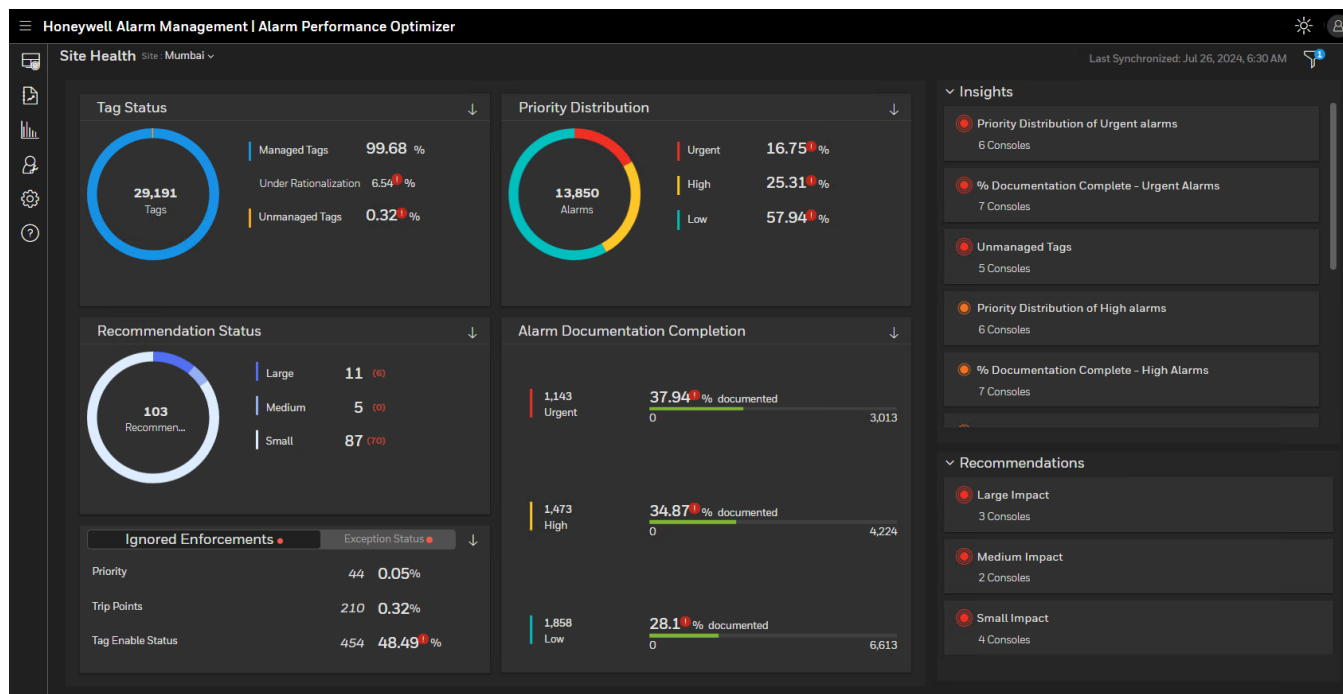 Honeywell Alarm Management | Alarm Performance Optimizer
Site Health Site: Mumbai
Last Synchronized: Jul 26, 2024, 6:30 AM
1
Tag Status
29,191
Tags
Managed Tags 99.68 %
Under Rationalization 6.54 ! %
Unmanaged Tags 0.32 ! %
Priority Distribution
13,850
Alarms
Urgent 16.75 ! %
High 25.31 ! %
Low 57.94 ! %
Recommendation Status
103
Recommen...
Large 11 (6)
Medium 5 (0)
Small 87 (70)
Alarm Documentation Completion
1,143
Urgent
37.94 ! % documented
0 3,013
1,473
High
34.87 ! % documented
0 4,224
1,858
Low
28.1 ! % documented
0 6,613
Ignored Enforcements Exception Status
Priority 44 0.05%
Trip Points 210 0.32%
Tag Enable Status 454 48.49 ! %
Insights
Priority Distribution of Urgent alarms
6 Consoles
% Documentation Complete - Urgent Alarms
7 Consoles
Unmanaged Tags
5 Consoles
Priority Distribution of High alarms
6 Consoles
% Documentation Complete - High Alarms
7 Consoles
Recommendations
Large Impact
3 Consoles
Medium Impact
2 Consoles
Small Impact
4 Consoles